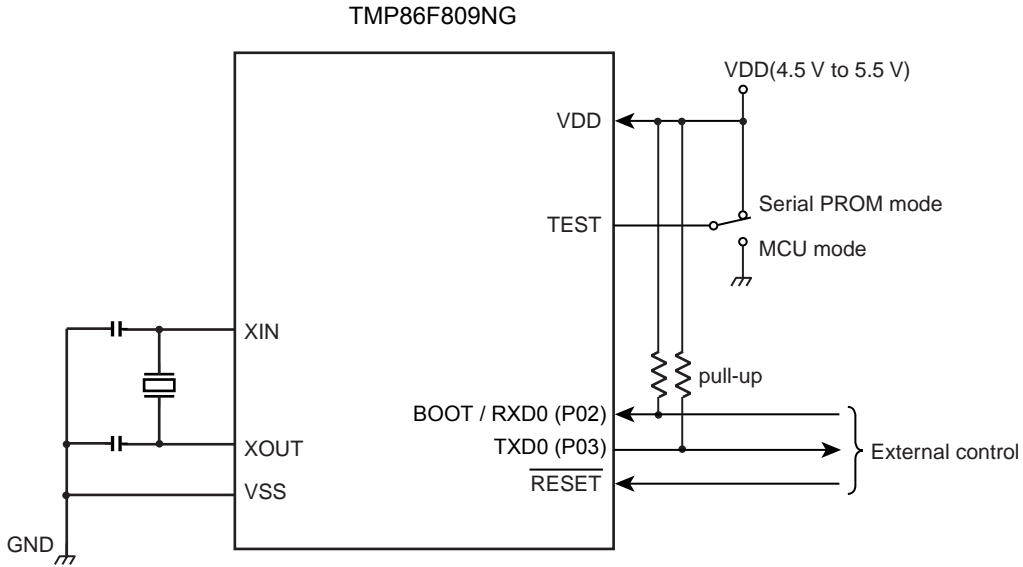 TMP86F809NG
VDD(4.5 V to 5.5 V)
VDD
Serial PROM mode
TEST
MCU mode
XIN
pull-up
BOOT / RXD0 (P02)
TXD0 (P03)
XOUT
External control
RESET
VSS
GND